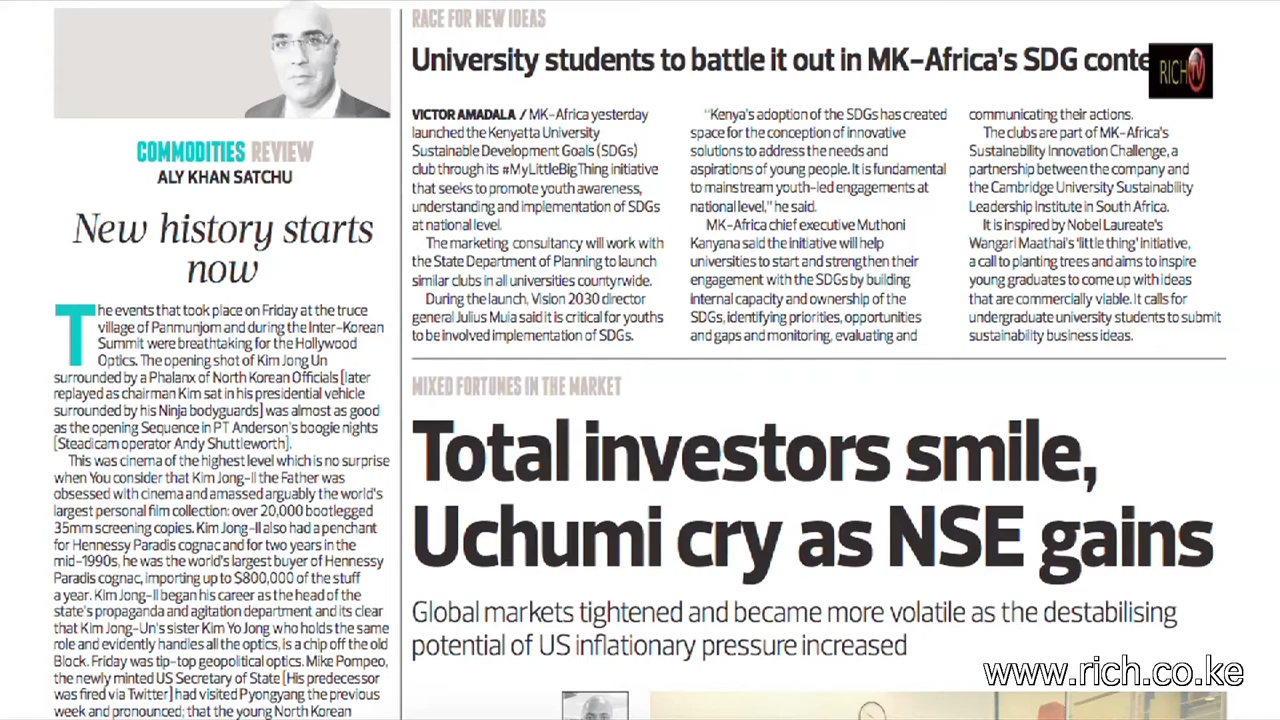 COMMODITIES REVIEW
ALY KHAN SATCHU
New history starts
now
The events that took place on Friday at the truce
village of Panmunjom and during the Inter-Korean
Summit were breathtaking for the Hollywood
Optics. The opening shot of Kim Jong Un
surrounded by a Phalanx of North Korean Officials [later
replayed as chairman Kim sat in his presidential vehicle
surrounded by his Ninja bodyguards] was almost as good
as the opening Sequence in PT Anderson's boogie nights
[Steadicam operator Andy Shuttleworth].
This was cinema of the highest level which is no surprise
when You consider that Kim Jong-Il the Father was
obsessed with cinema and amassed arguably the world's
largest personal film collection: over 20,000 bootlegged
35mm screening copies. Kim Jong-Il also had a penchant
for Hennessy Paradis cognac and for two years in the
mid-1990s, he was the world's largest buyer of Hennessy
Paradis cognac, importing up to $800,000 of the stuff
a year. Kim Jong-Il began his career as the head of the
state's propaganda and agitation department and its clear
that Kim Jong-Un's sister Kim Yo Jong who holds the same
role and evidently handles all the optics, is a chip off the old
Block. Friday was tip-top geopolitical optics. Mike Pompeo,
the newly minted US Secretary of State [His predecessor
was fired via Twitter] had visited Pyongyang the previous
week and pronounced; that the young North Korean
RACE FOR NEW IDEAS
University students to battle it out in MK-Africa's SDG conte
RICH TV
VICTOR AMADALA / MK-Africa yesterday
launched the Kenyatta University
Sustainable Development Goals (SDGs)
club through its #MyLittleBigThing initiative
that seeks to promote youth awareness,
understanding and implementation of SDGs
at national level.
The marketing consultancy will work with
the State Department of Planning to launch
similar clubs in all universities countywide.
During the launch, Vision 2030 director
general Julius Muia said it is critical for youths
to be involved implementation of SDGs.
"Kenya's adoption of the SDGs has created
space for the conception of innovative
solutions to address the needs and
aspirations of young people. It is fundamental
to mainstream youth-led engagements at
national level," he said.
MK-Africa chief executive Muthoni
Kanyana said the initiative will help
universities to start and strengthen their
engagement with the SDGs by building
internal capacity and ownership of the
SDGs, identifying priorities, opportunities
and gaps and monitoring, evaluating and
communicating their actions.
The clubs are part of MK-Africa's
Sustainability Innovation Challenge, a
partnership between the company and
the Cambridge University Sustainability
Leadership Institute in South Africa.
It is inspired by Nobel Laureate's
Wangari Maathai's 'little thing' initiative,
a call to planting trees and aims to inspire
young graduates to come up with ideas
that are commercially viable. It calls for
undergraduate university students to submit
sustainability business ideas.
MIXED FORTUNES IN THE MARKET
Total investors smile,
Uchumi cry as NSE gains
Global markets tightened and became more volatile as the destabilising
potential of US inflationary pressure increased
www.rich.co.ke